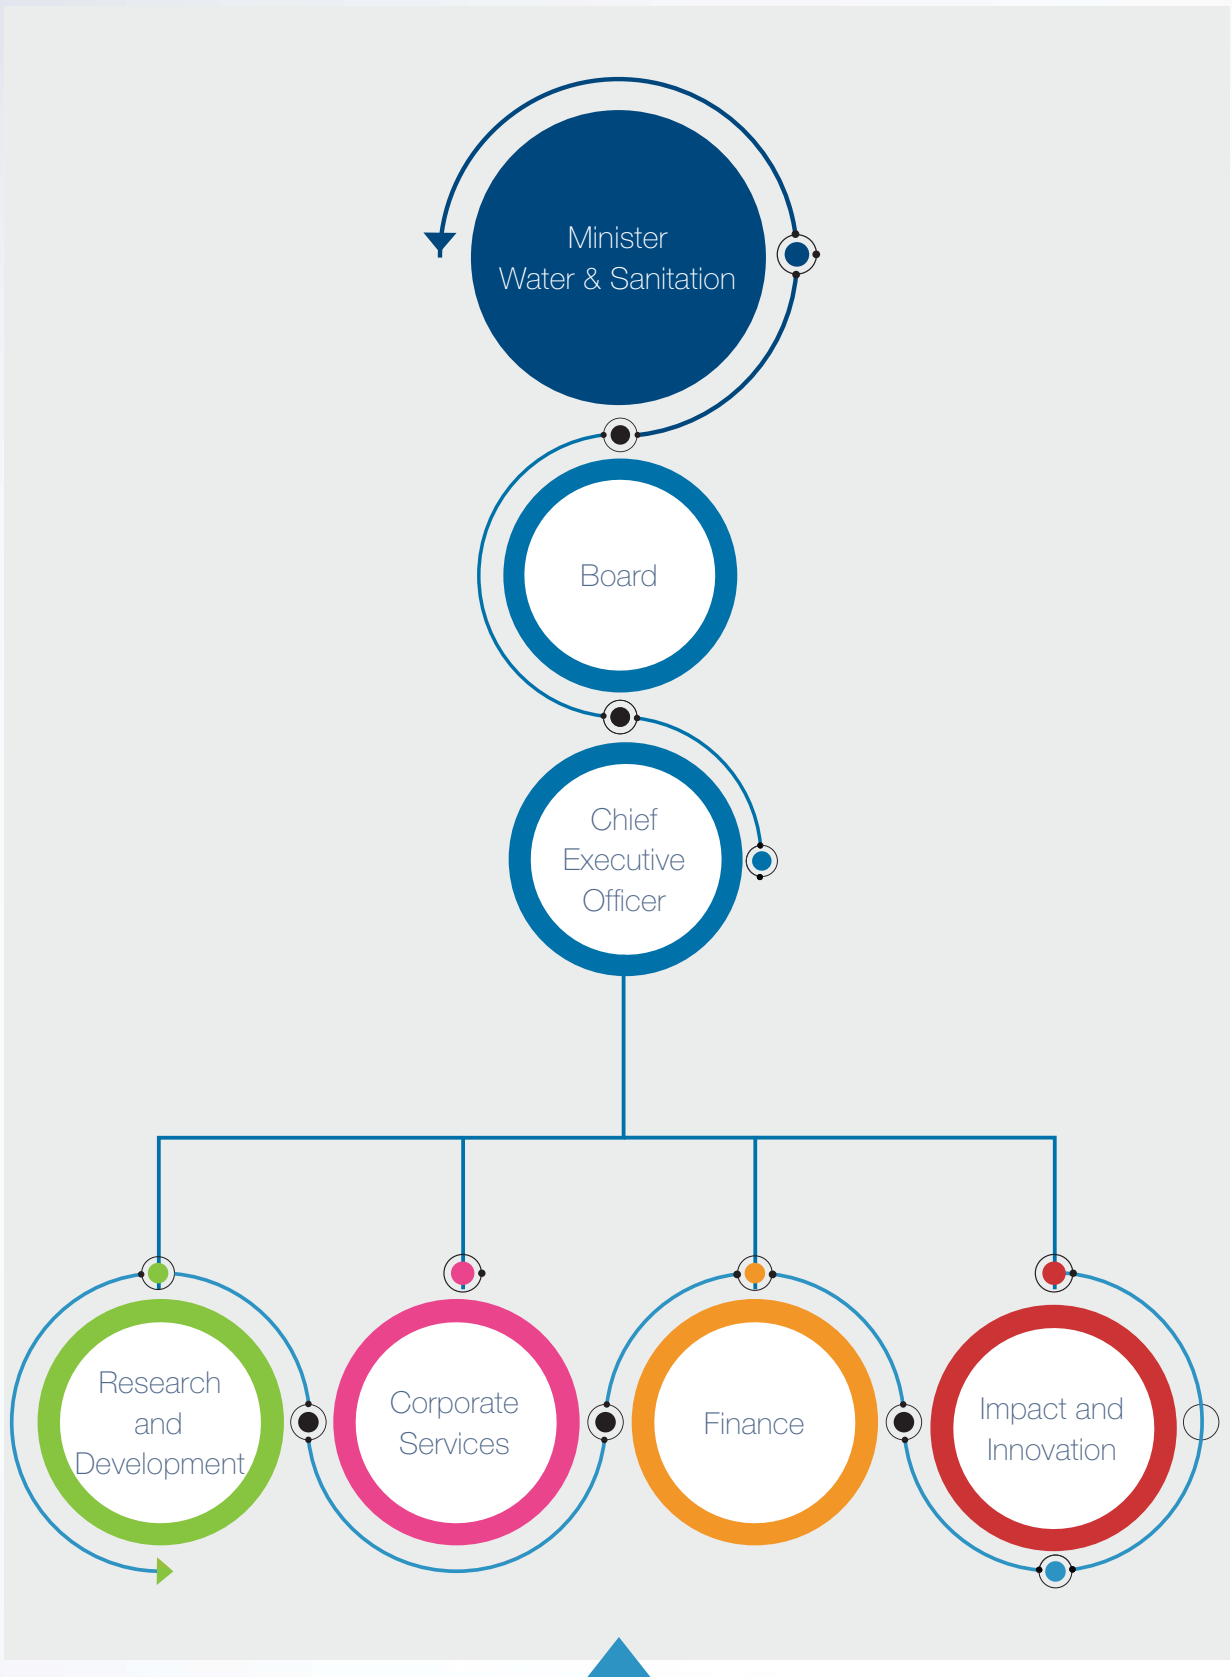 Minister
Water & Sanitation
Board
Chief
Executive
Officer
Research
and
Development
Corporate
Services
Finance
Impact and
Innovation